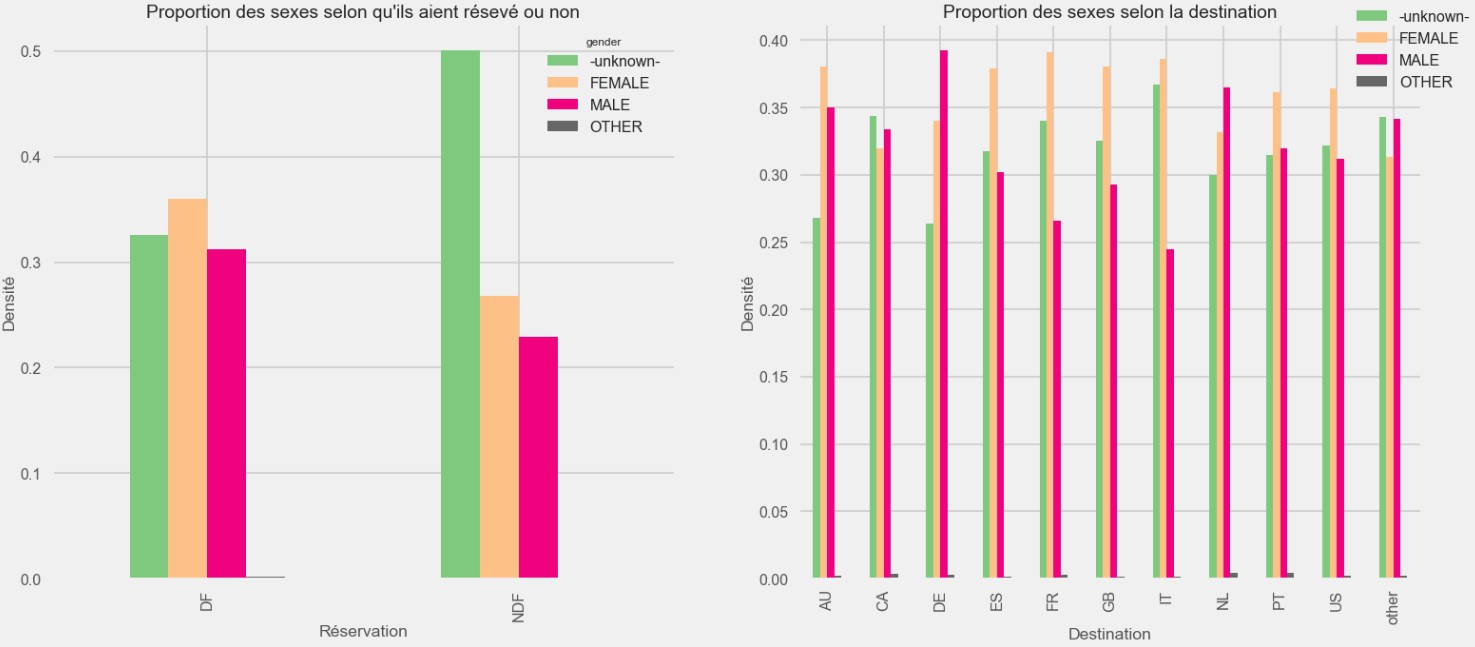 Proportion des sexes selon qu'ils aient résevé ou non
0.5
0.4
0.3
0.2
0.1
0.0
Densité
gender
-unknown-
FEMALE
MALE
OTHER
DF
NDF
Réservation
Proportion des sexes selon la destination
-unknown-
FEMALE
MALE
OTHER
0.40
0.35
0.30
0.25
0.20
0.15
0.10
0.05
0.00
Densité
AU
CA
DE
ES
FR
GB
IT
NL
PT
US
other
Destination